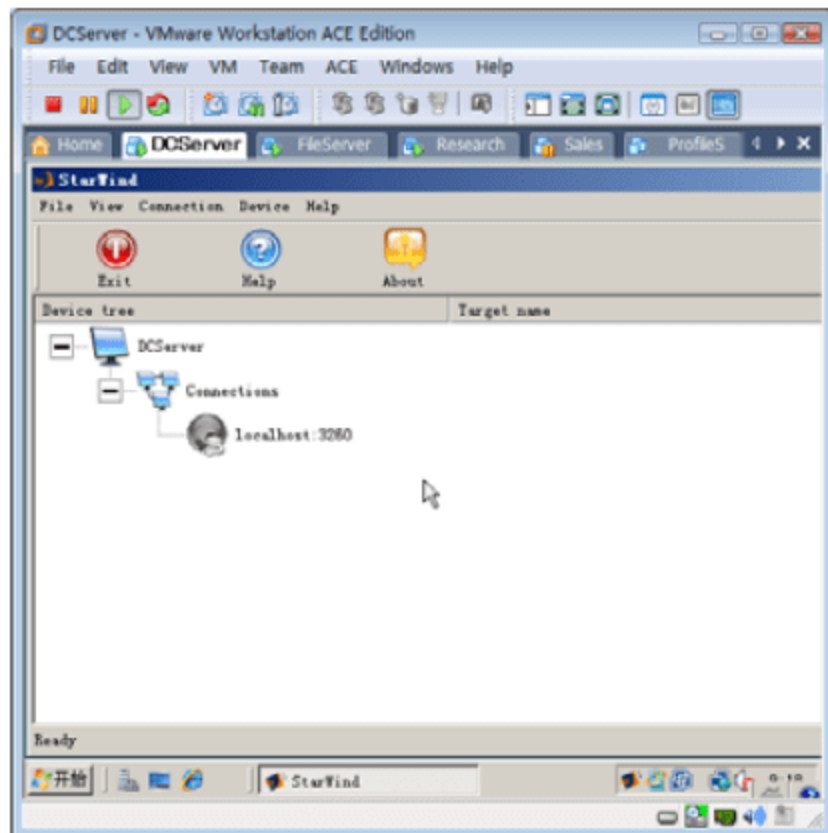 DCServer - VMware Workstation ACE Edition
File Edit View VM Team ACE Windows Help
Home DCServer FileServer Research Sales ProfileS
StarWind
File View Connection Device Help
Exit Help About
Device tree Target name
DCServer
Connections
localhost:3260
Ready
开始 StarWind